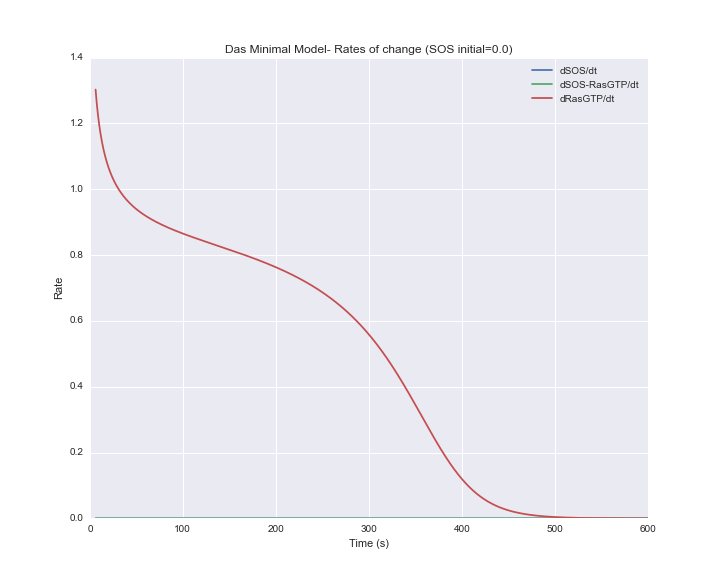 Das Minimal Model- Rates of change (SOS initial=0.0)
1.4
1.2
1.0
0.8
0.6
0.4
0.2
0.0
Rate
dSOS/dt
dSOS-RasGTP/dt
dRasGTP/dt
0
100
200
300
400
500
600
Time (s)